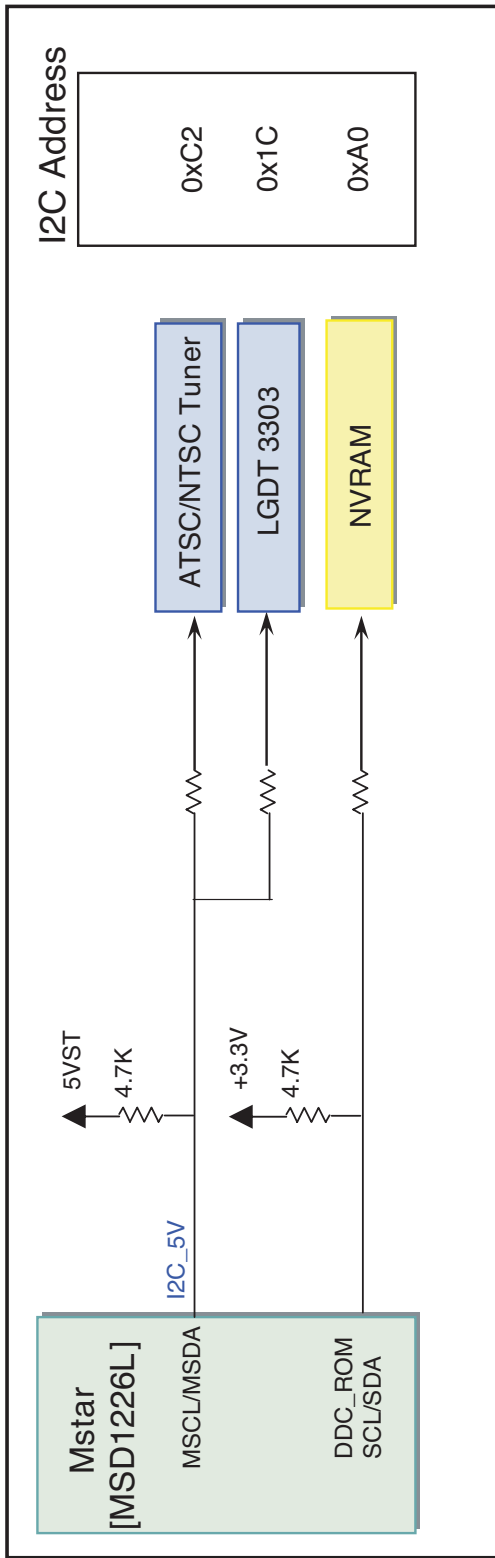 Mstar
[MSD1226L]
MSCL/MSDA
DDC_ROM
SCL/SDA
I2C_5V
5VST
4.7K
+3.3V
4.7K
ATSC/NTSC Tuner
LGDT 3303
NVRAM
I2C Address
0xC2
0x1C
0xA0